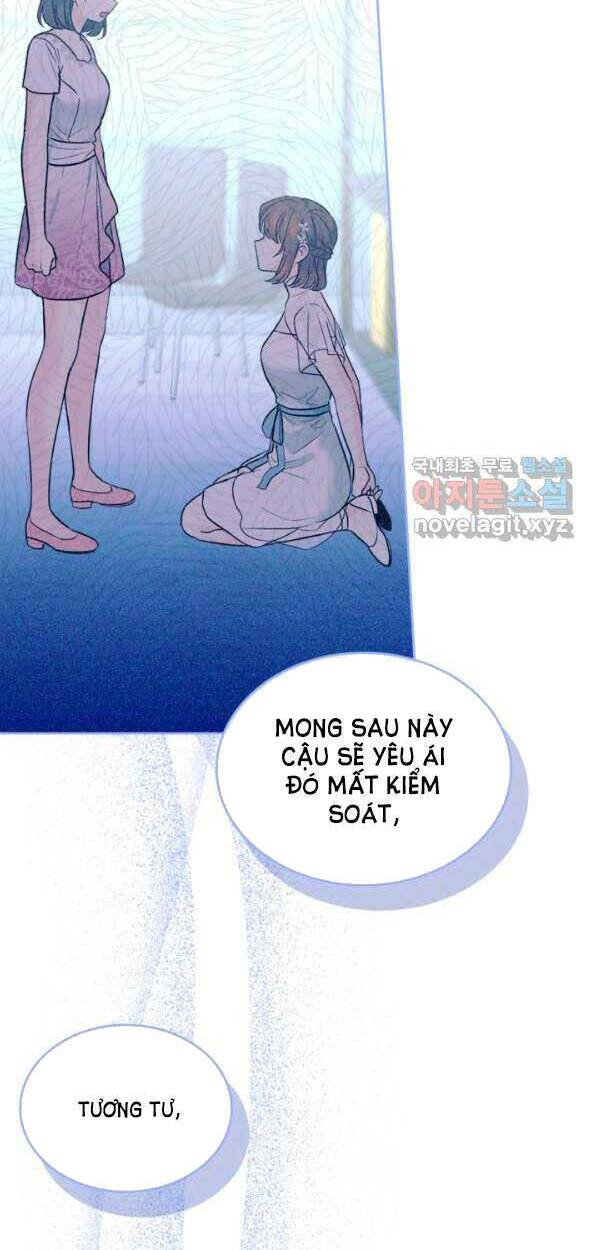 국내최초 무료 웹소설
아지툰소설
novelagit.xyz
MONG SAU NÀY
CẬU SẼ YÊU ÁI
ĐÓ MẤT KIỂM
SOÁT,
TƯƠNG TƯ,